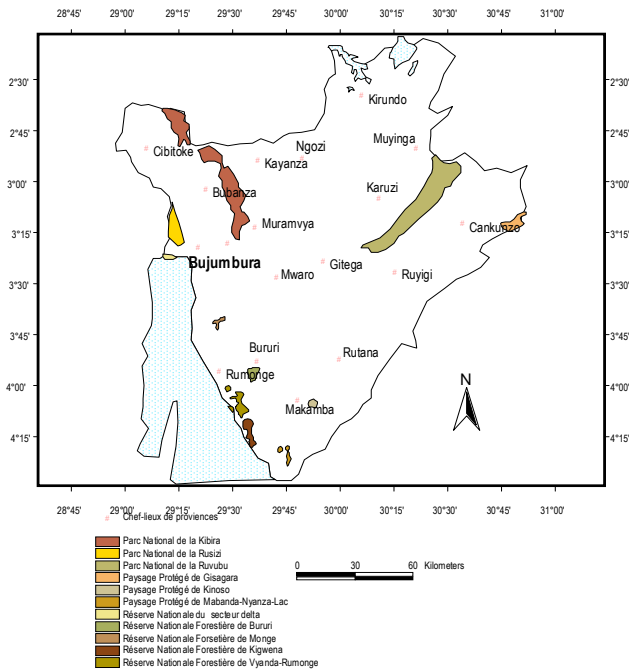 28°45' 29°00' 29°15' 29°30' 29°45' 30°00' 30°15' 30°30' 30°45' 31°00'
2°30' 2°30'
Kirundo
2°45' 2°45'
Muyinga
Cibitoke
Ngozi
Kayanza
3°00' 3°00'
Bubanza
Karuzi
Muramvya
Cankunzo
3°15' 3°15'
Bujumbura
Gitega
Mwaro
Ruyigi
3°30' 3°30'
3°45' 3°45'
Bururi
Rutana
Rumonge
4°00' 4°00'
N
Makamba
4°15' 4°15'
28°45' 29°00' 29°15' 29°30' 29°45' 30°00' 30°15' 30°30' 30°45' 31°00'
# Chef-lieux de proviences
Parc National de la Kibira
Parc National de la Rusizi
Parc National de la Ruvubu
Paysage Protégé de Gisagara
Paysage Protégé de Kinoso
Paysage Protégé de Mabanda-Nyanza-Lac
Réserve Nationale du secteur delta
Réserve Nationale Forestière de Bururi
Réserve Nationale Forsetière de Monge
Réserve Nationale Forestière de Kigwena
Réserve Nationale Forestière de Vyanda-Rumonge
0 30 60 Kilometers